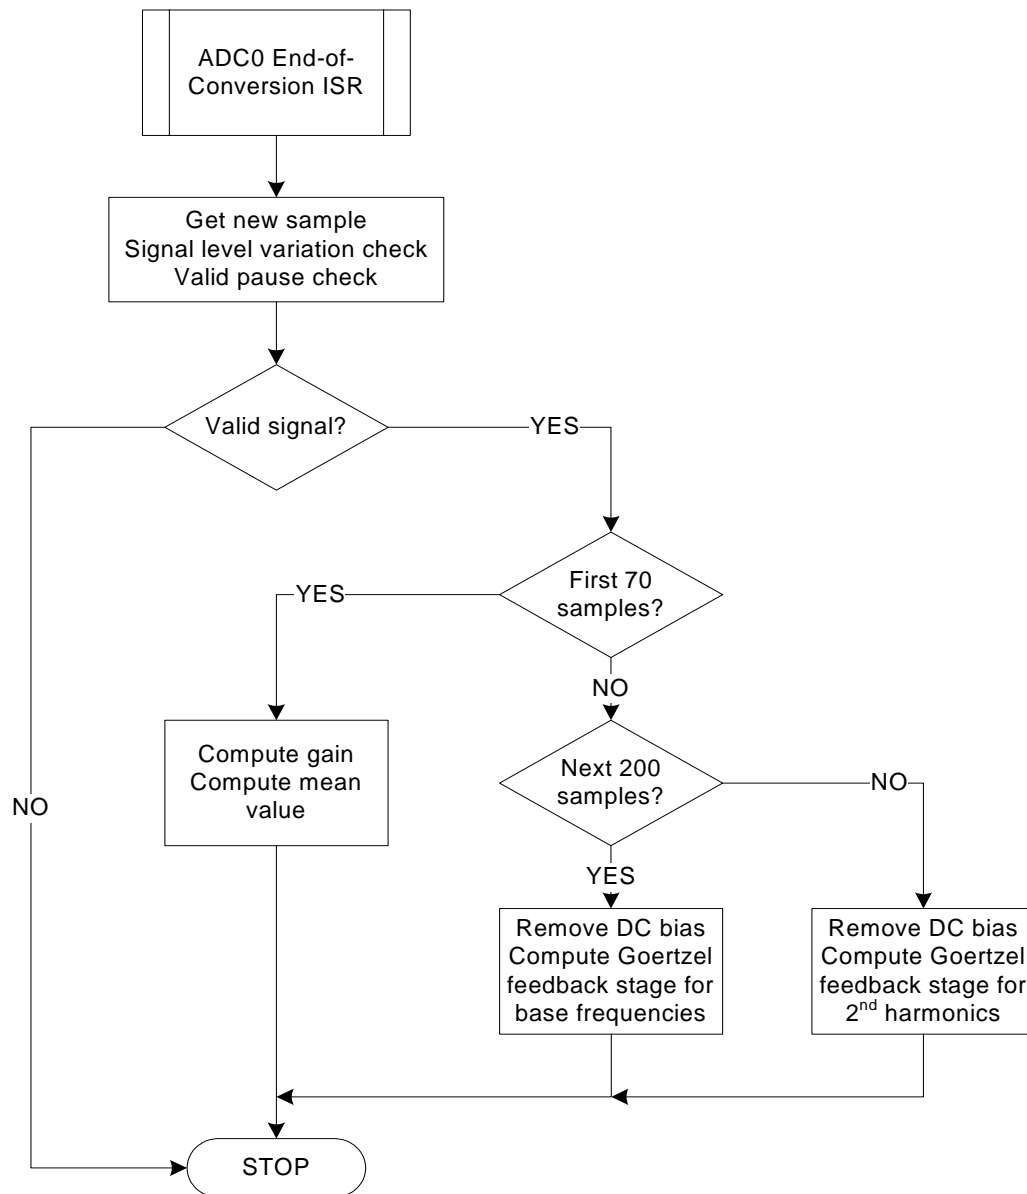 ADC0 End-of-
Conversion ISR
Get new sample
Signal level variation check
Valid pause check
Valid signal?
YES
First 70
samples?
YES
NO
Compute gain
Compute mean
value
Next 200
samples?
NO
NO
YES
Remove DC bias
Compute Goertzel
feedback stage for
base frequencies
Remove DC bias
Compute Goertzel
feedback stage for
2nd harmonics
STOP